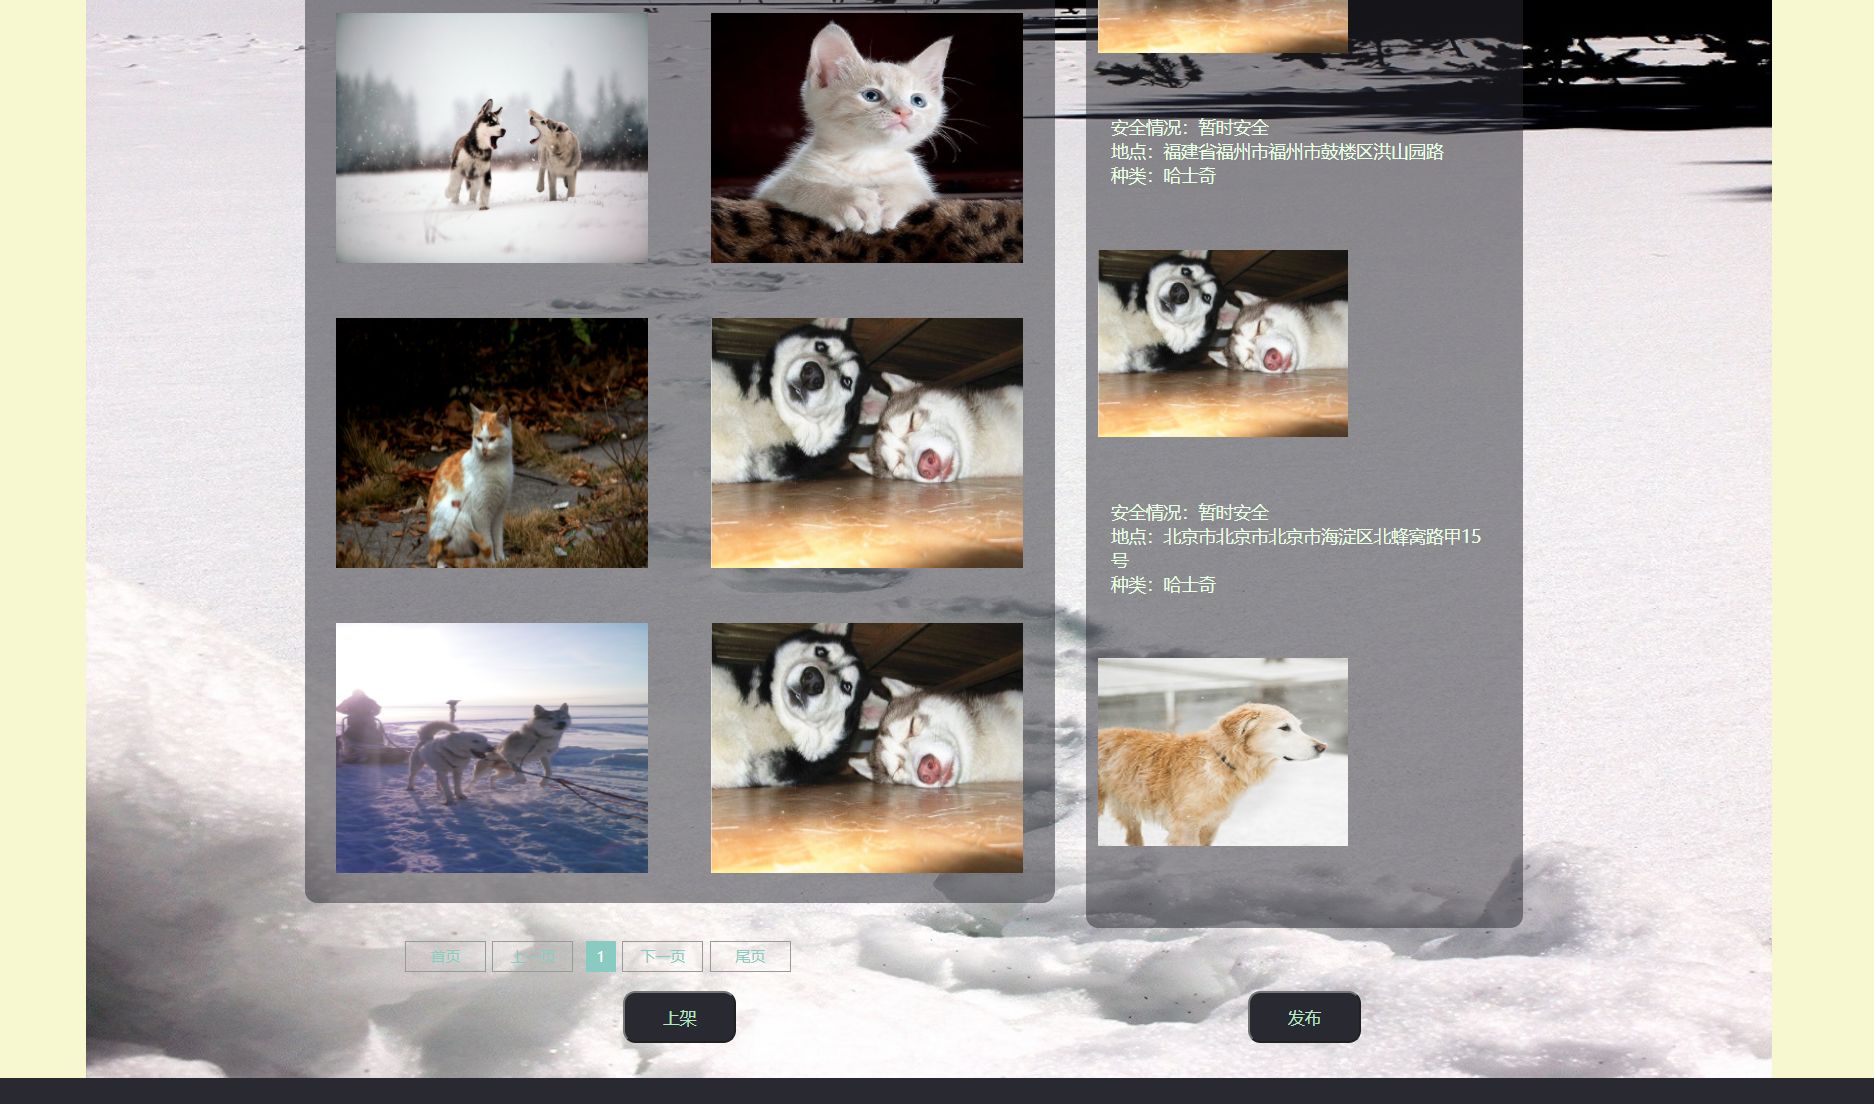 安全情况：暂时安全
地点：福建省福州市福州市鼓楼区洪山园路
种类：哈士奇
安全情况：暂时安全
地点：北京市北京市北京市海淀区北蜂窝路甲15
号
种类：哈士奇
首页 上一页 1 下一页 尾页
上架
发布